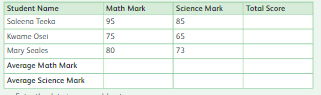 Student Name Math Mark Science Mark Total Score
Saleena Teeka 95 85
Kwame Osei 75 65
Mary Seales 80 73
Average Math Mark
Average Science Mark